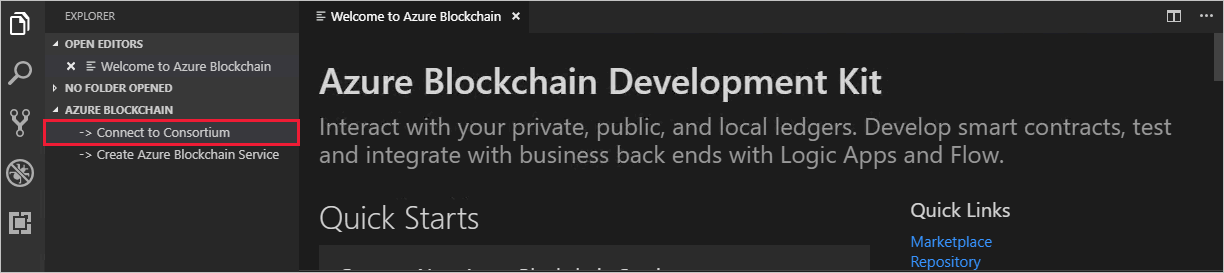 EXPLORER
OPEN EDITORS
Welcome to Azure Blockchain
NO FOLDER OPENED
AZURE BLOCKCHAIN
-> Connect to Consortium
-> Create Azure Blockchain Service
Welcome to Azure Blockchain
Azure Blockchain Development Kit
Interact with your private, public, and local ledgers. Develop smart contracts, test
and integrate with business back ends with Logic Apps and Flow.
Quick Starts
Quick Links
Marketplace
Repository